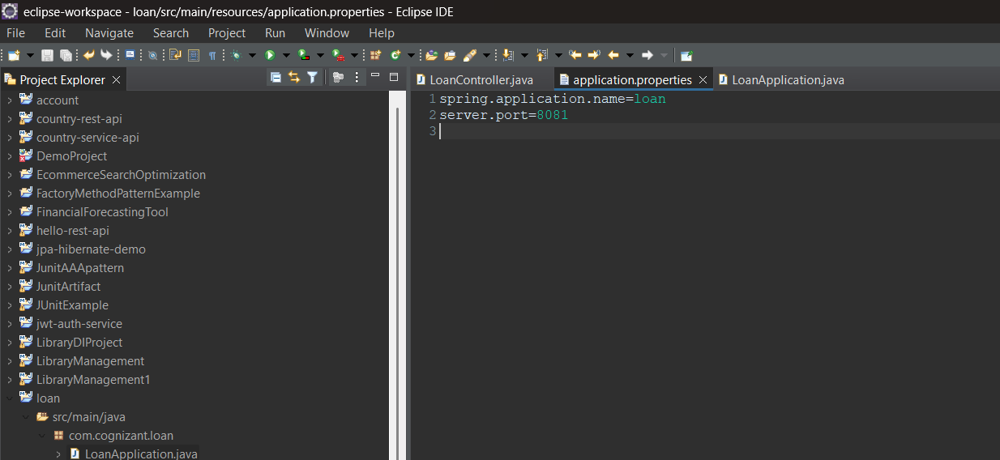 eclipse-workspace - loan/src/main/resources/application.properties - Eclipse IDE
File Edit Navigate Search Project Run Window Help
Project Explorer
LoanController.java application.properties LoanApplication.java
account
country-rest-api
country-service-api
DemoProject
EcommerceSearchOptimization
FactoryMethodPatternExample
FinancialForecastingTool
hello-rest-api
jpa-hibernate-demo
JunitAAApattern
JunitArtifact
JUnitExample
jwt-auth-service
LibraryDIProject
LibraryManagement
LibraryManagement1
loan
src/main/java
com.cognizant.loan
LoanApplication.java
1 spring.application.name=loan
2 server.port=8081
3